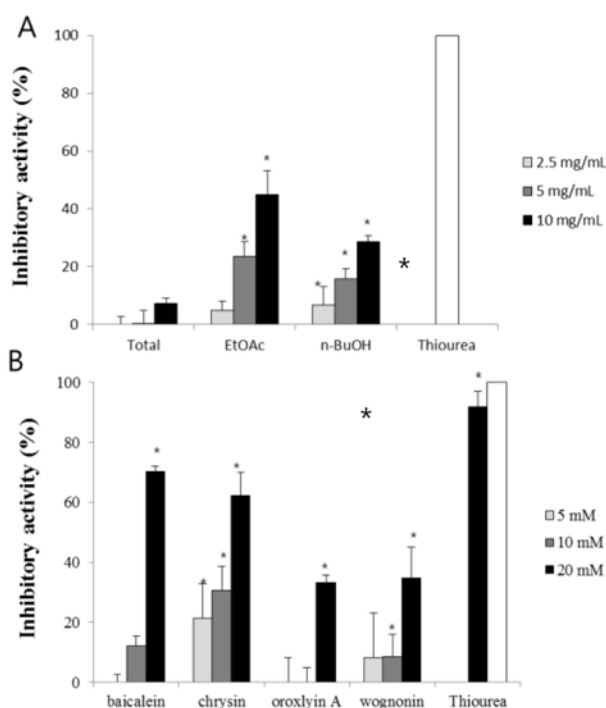 A
Inhibitory activity (%)
100
80
60
40
20
0
* * * * * *
Total EtOAc n-BuOH Thiourea
2.5 mg/mL
5 mg/mL
10 mg/mL
B
Inhibitory activity (%)
100
80
60
40
20
0
* * * * * * * * *
baicalein chrysin oroxlyin A wognonin Thiourea
5 mM
10 mM
20 mM